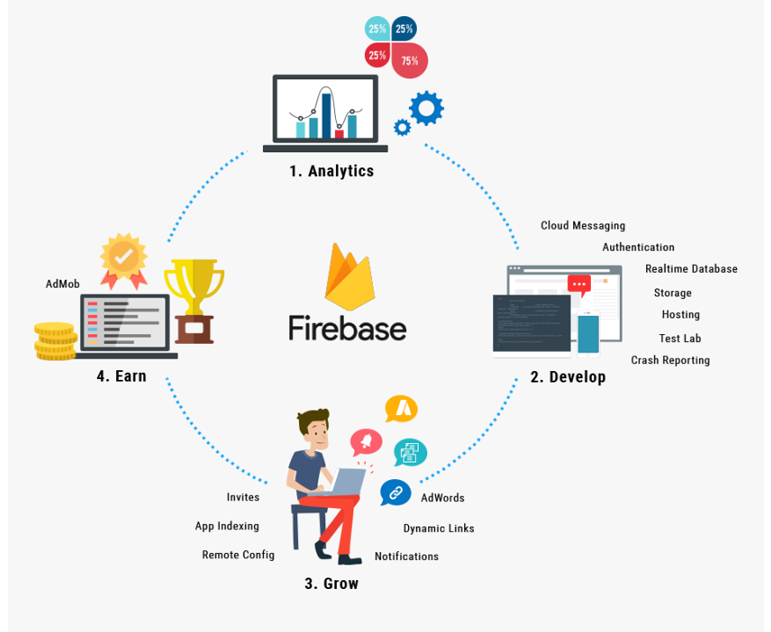 25% 25%
25% 75%
1. Analytics
Cloud Messaging
Authentication
Realtime Database
Storage
Hosting
Test Lab
Crash Reporting
2. Develop
Firebase
AdMob
4. Earn
Invites
App Indexing
Remote Config
AdWords
Dynamic Links
Notifications
3. Grow